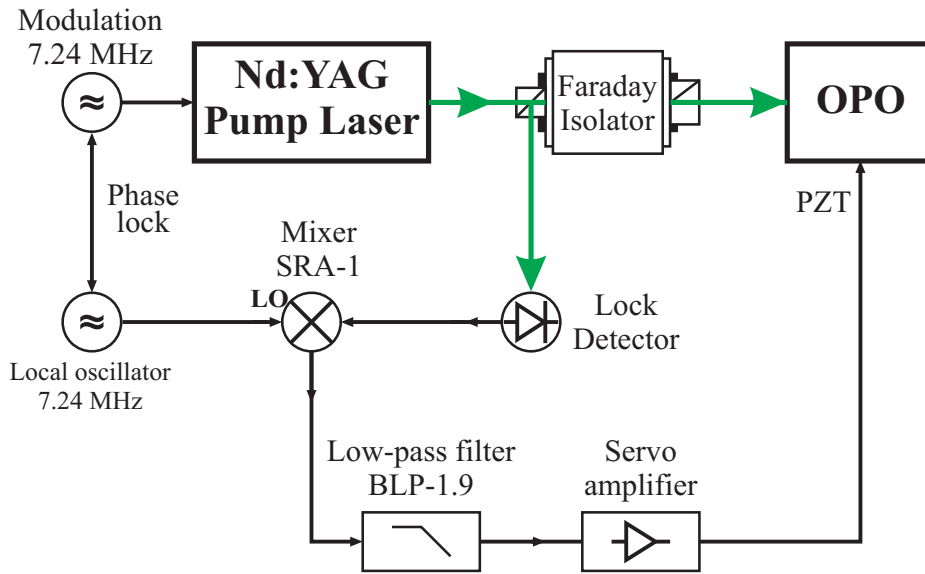 Modulation
7.24 MHz
≈
Nd:YAG
Pump Laser
Faraday
Isolator
OPO
Phase
lock
PZT
Mixer
SRA-1
LO
≈
Lock
Detector
Local oscillator
7.24 MHz
Low-pass filter
BLP-1.9
Servo
amplifier